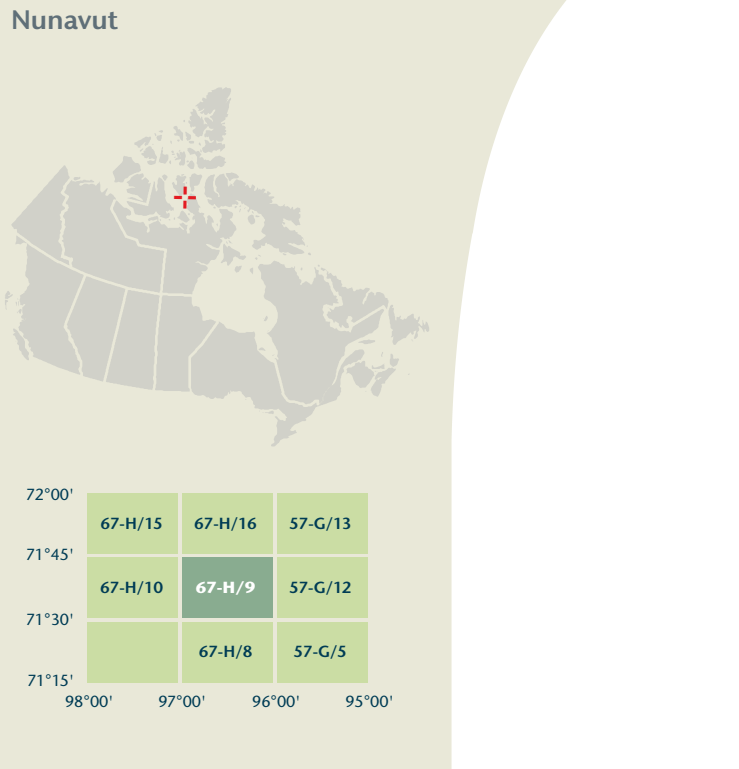 Nunavut
72°00'
67-H/15 67-H/16 57-G/13
71°45'
67-H/10 67-H/9 57-G/12
71°30'
67-H/8 57-G/5
71°15'
98°00' 97°00' 96°00' 95°00'